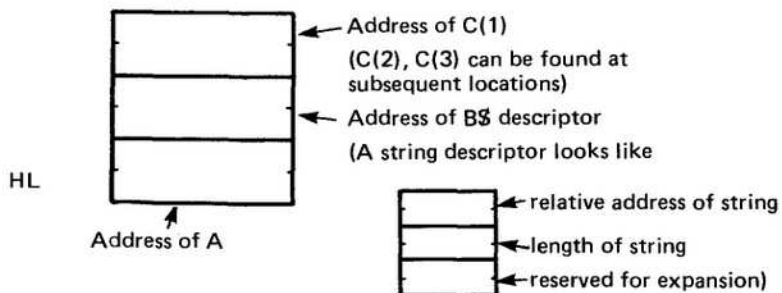 Address of C(1)
(C(2), C(3) can be found at
subsequent locations)
Address of B$ descriptor
(A string descriptor looks like
HL
relative address of string
Address of A
length of string
reserved for expansion)